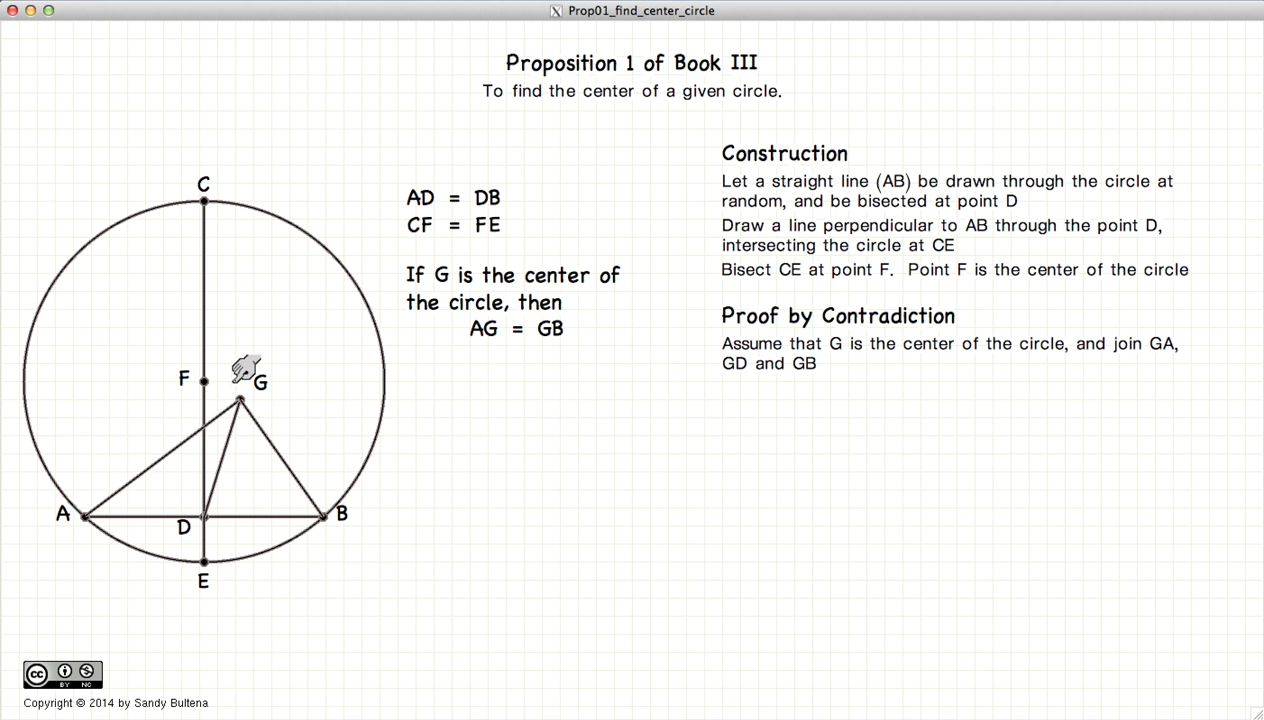 Prop01_find_center_circle
Proposition 1 of Book III
To find the center of a given circle.
C
F
G
A
D
B
E
AD = DB
CF = FE
If G is the center of
the circle, then
AG = GB
Construction
Let a straight line (AB) be drawn through the circle at
random, and be bisected at point D
Draw a line perpendicular to AB through the point D,
intersecting the circle at CE
Bisect CE at point F. Point F is the center of the circle
Proof by Contradiction
Assume that G is the center of the circle, and join GA,
GD and GB
cc
BY NC
Copyright © 2014 by Sandy Bultena